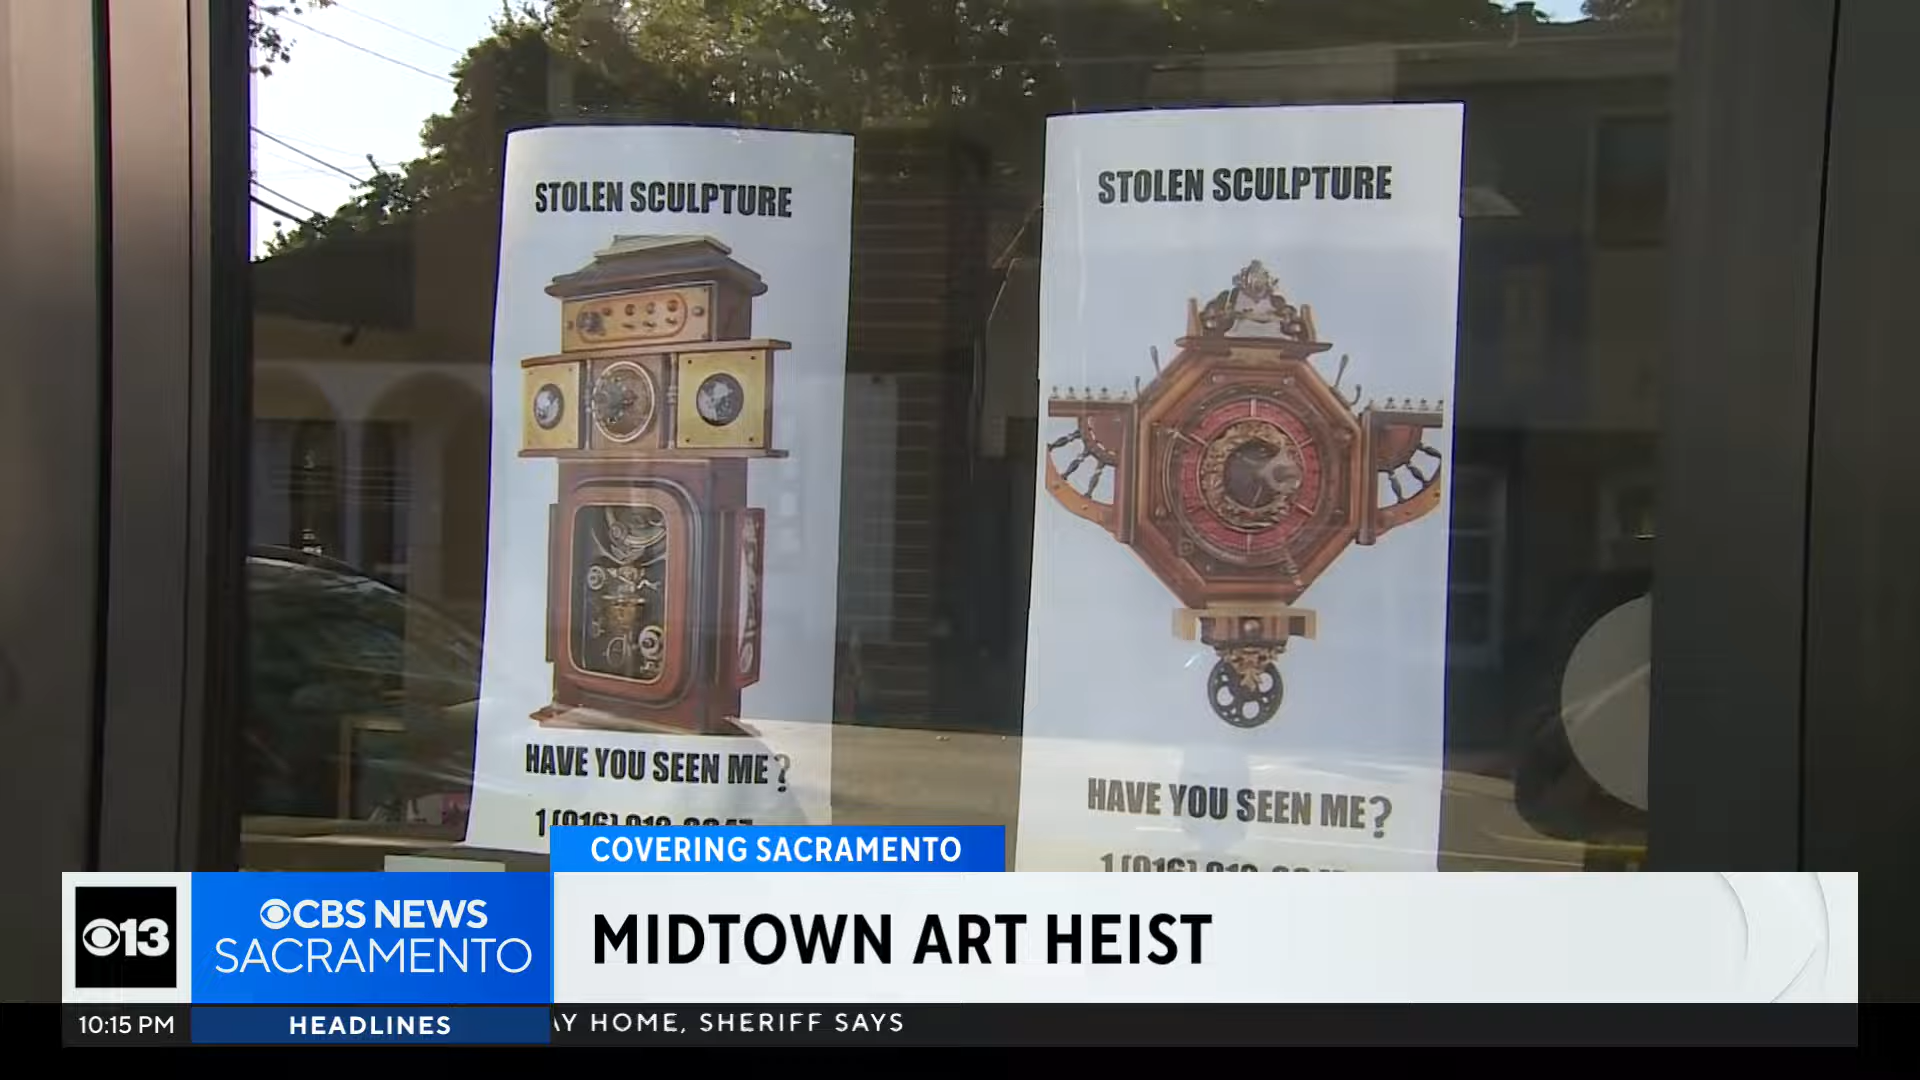 STOLEN SCULPTURE
HAVE YOU SEEN ME?
STOLEN SCULPTURE
HAVE YOU SEEN ME?
COVERING SACRAMENTO
13
CBS NEWS
SACRAMENTO
MIDTOWN ART HEIST
10:15 PM
HEADLINES
HOME, SHERIFF SAYS